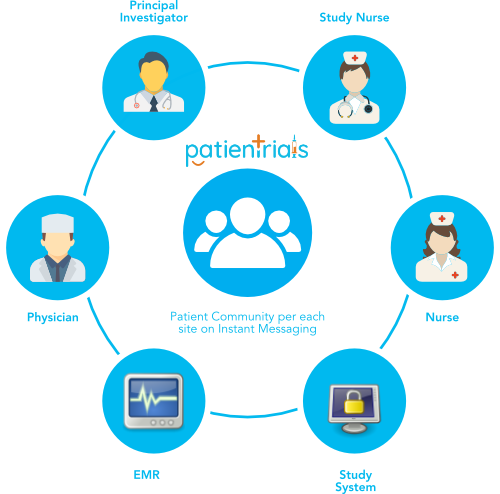 Principal
Investigator
Study Nurse
patientrials
Physician
Patient Community per each
site on Instant Messaging
Nurse
EMR
Study
System